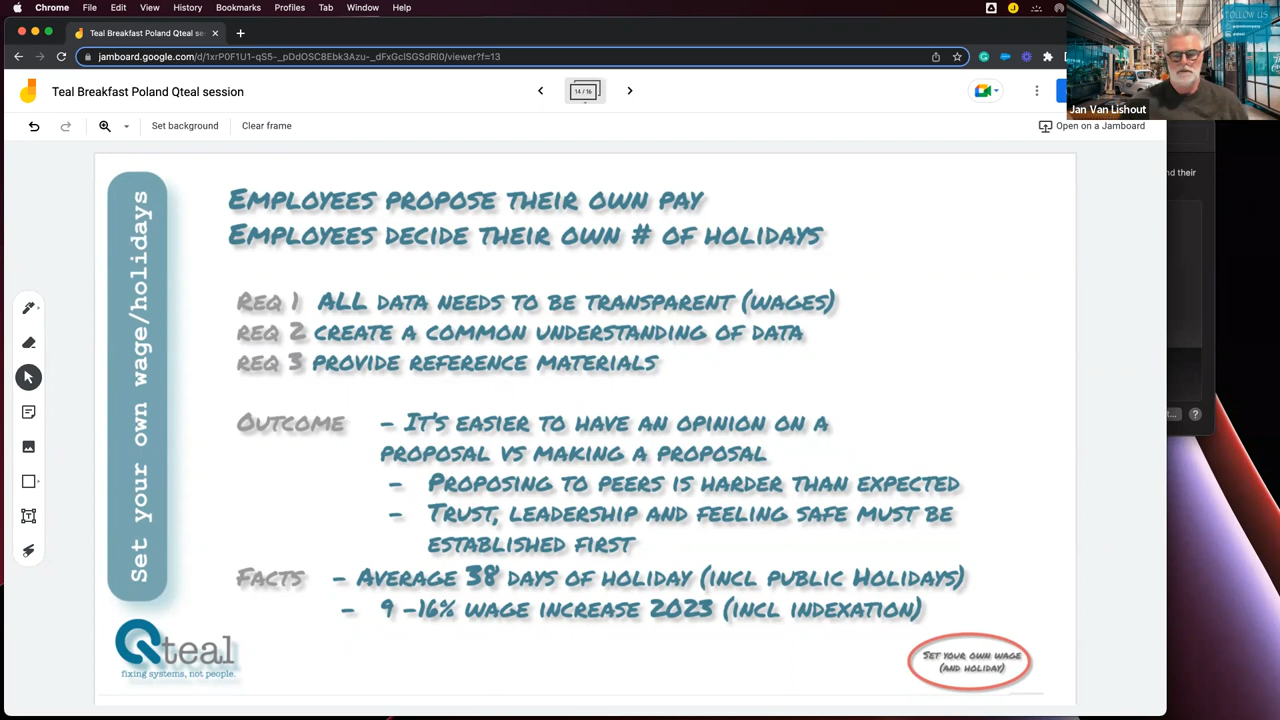 Chrome File Edit View History Bookmarks Profiles Tab Window Help
FOLLOW US
Teal Breakfast Poland Qteal se
jamboard.google.com/d/1xrP0F1U1-qS5-_pDdOSC8Ebk3Azu-_dFxGcISGSdRI0/viewer?f=13
Jan Van Lishout
Teal Breakfast Poland Qteal session
14 / 16
Set background Clear frame
Open on a Jamboard
nd their
Set your own wage/holidays
Employees propose their own pay
Employees decide their own # of holidays
Req 1 ALL data needs to be transparent (wages)
req 2 create a common understanding of data
req 3 provide reference materials
Outcome - It's easier to have an opinion on a
proposal vs making a proposal
- Proposing to peers is harder than expected
- Trust, leadership and feeling safe must be
established first
Facts - Average 38 days of holiday (incl public Holidays)
- 9 -16% wage increase 2023 (incl indexation)
Qteal
fixing systems, not people.
Set your own wage
(and holiday)